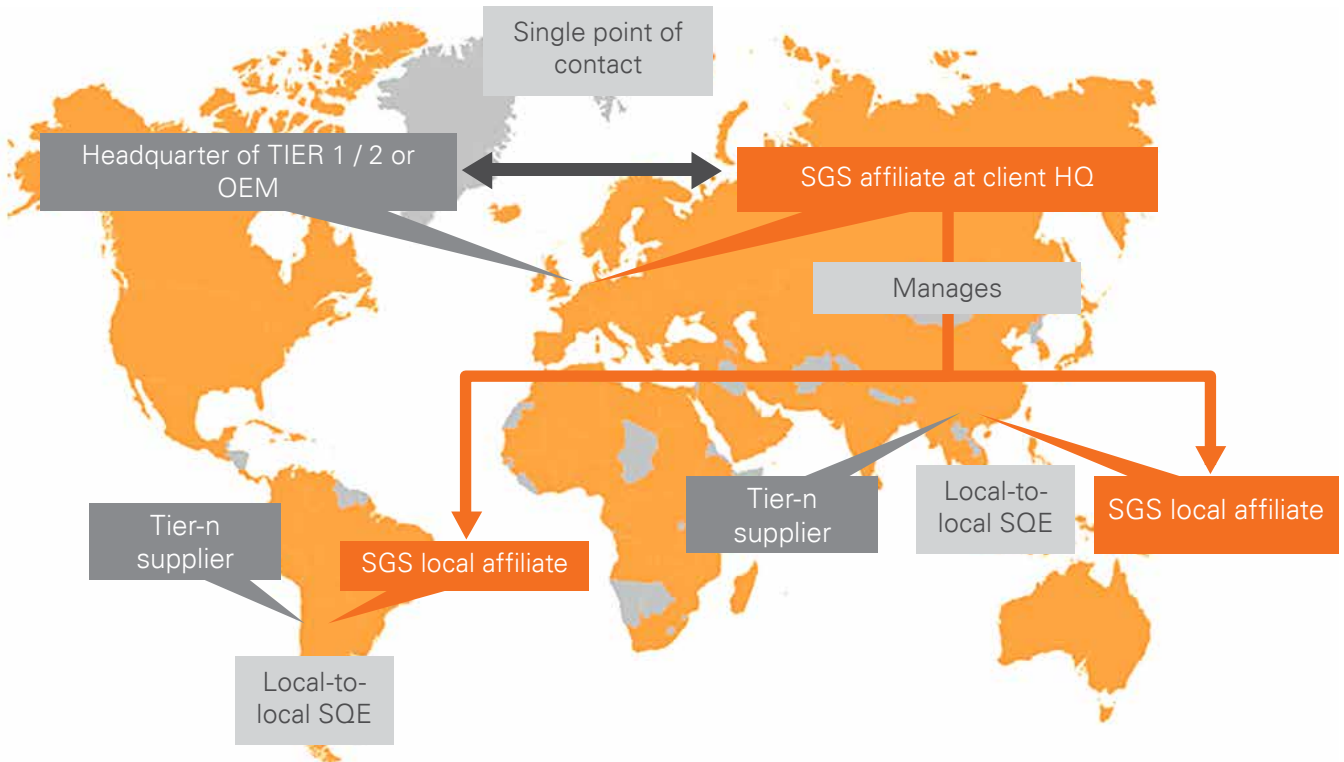 Single point of
contact
Headquarter of TIER 1 / 2 or
OEM
SGS affiliate at client HQ
Manages
Tier-n
supplier
Local-to-
local SQE
SGS local affiliate
Tier-n
supplier
SGS local affiliate
Local-to-
local SQE